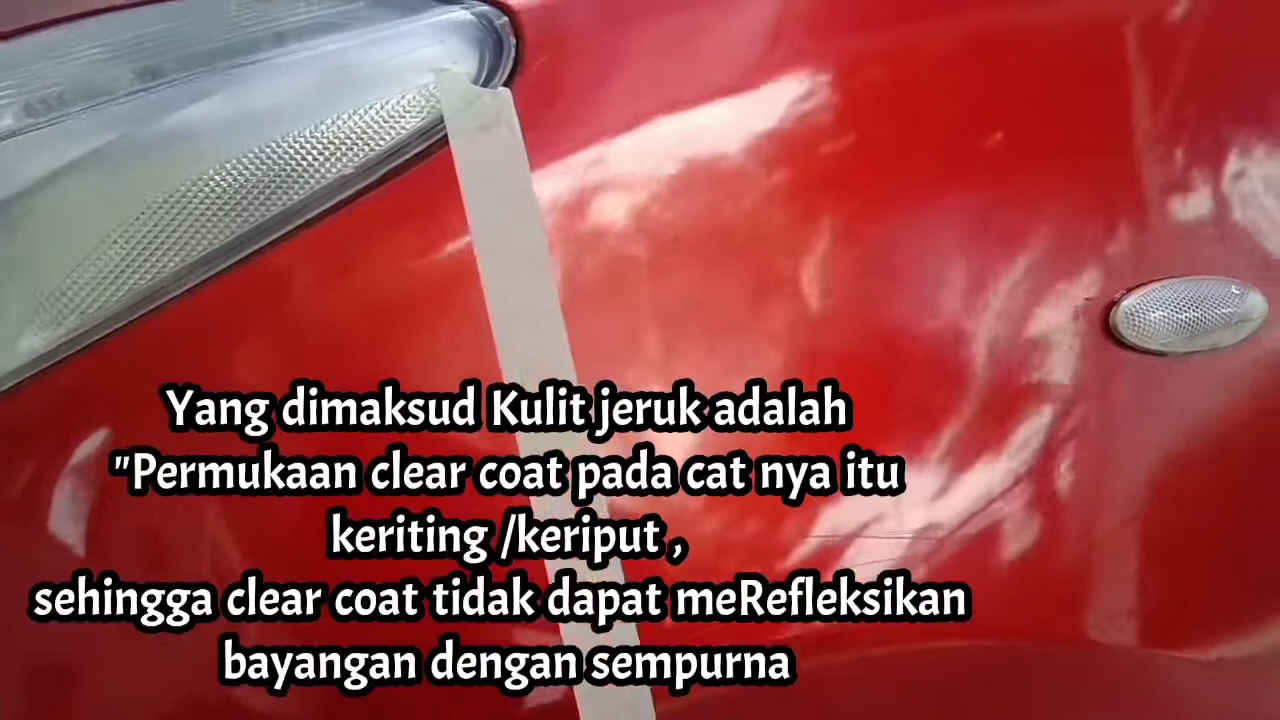 Yang dimaksud Kulit jeruk adalah
"Permukaan clear coat pada cat nya itu
keriting /keriput ,
sehingga clear coat tidak dapat meRefleksikan
bayangan dengan sempurna